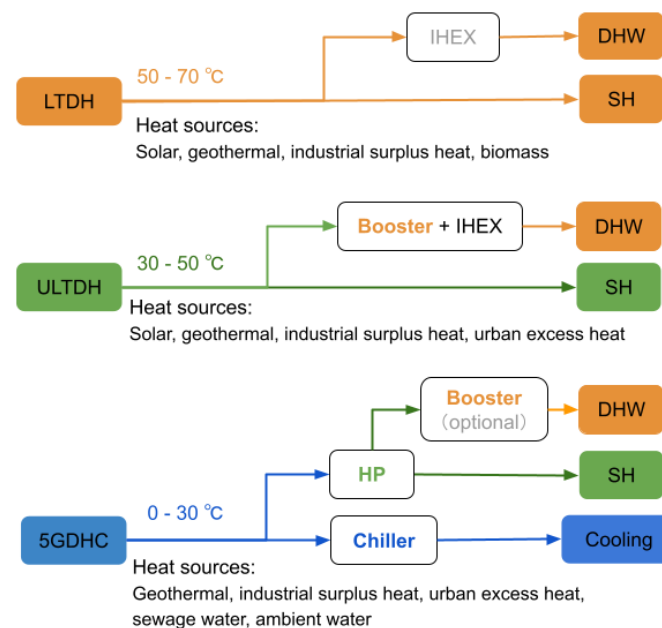 IHEX
DHW
50 - 70 ℃
LTDH
SH
Heat sources:
Solar, geothermal, industrial surplus heat, biomass
Booster + IHEX
DHW
30 - 50 ℃
ULTDH
SH
Heat sources:
Solar, geothermal, industrial surplus heat, urban excess heat
Booster
（optional）
DHW
HP
SH
0 - 30 ℃
5GDHC
Chiller
Cooling
Heat sources:
Geothermal, industrial surplus heat, urban excess heat,
sewage water, ambient water